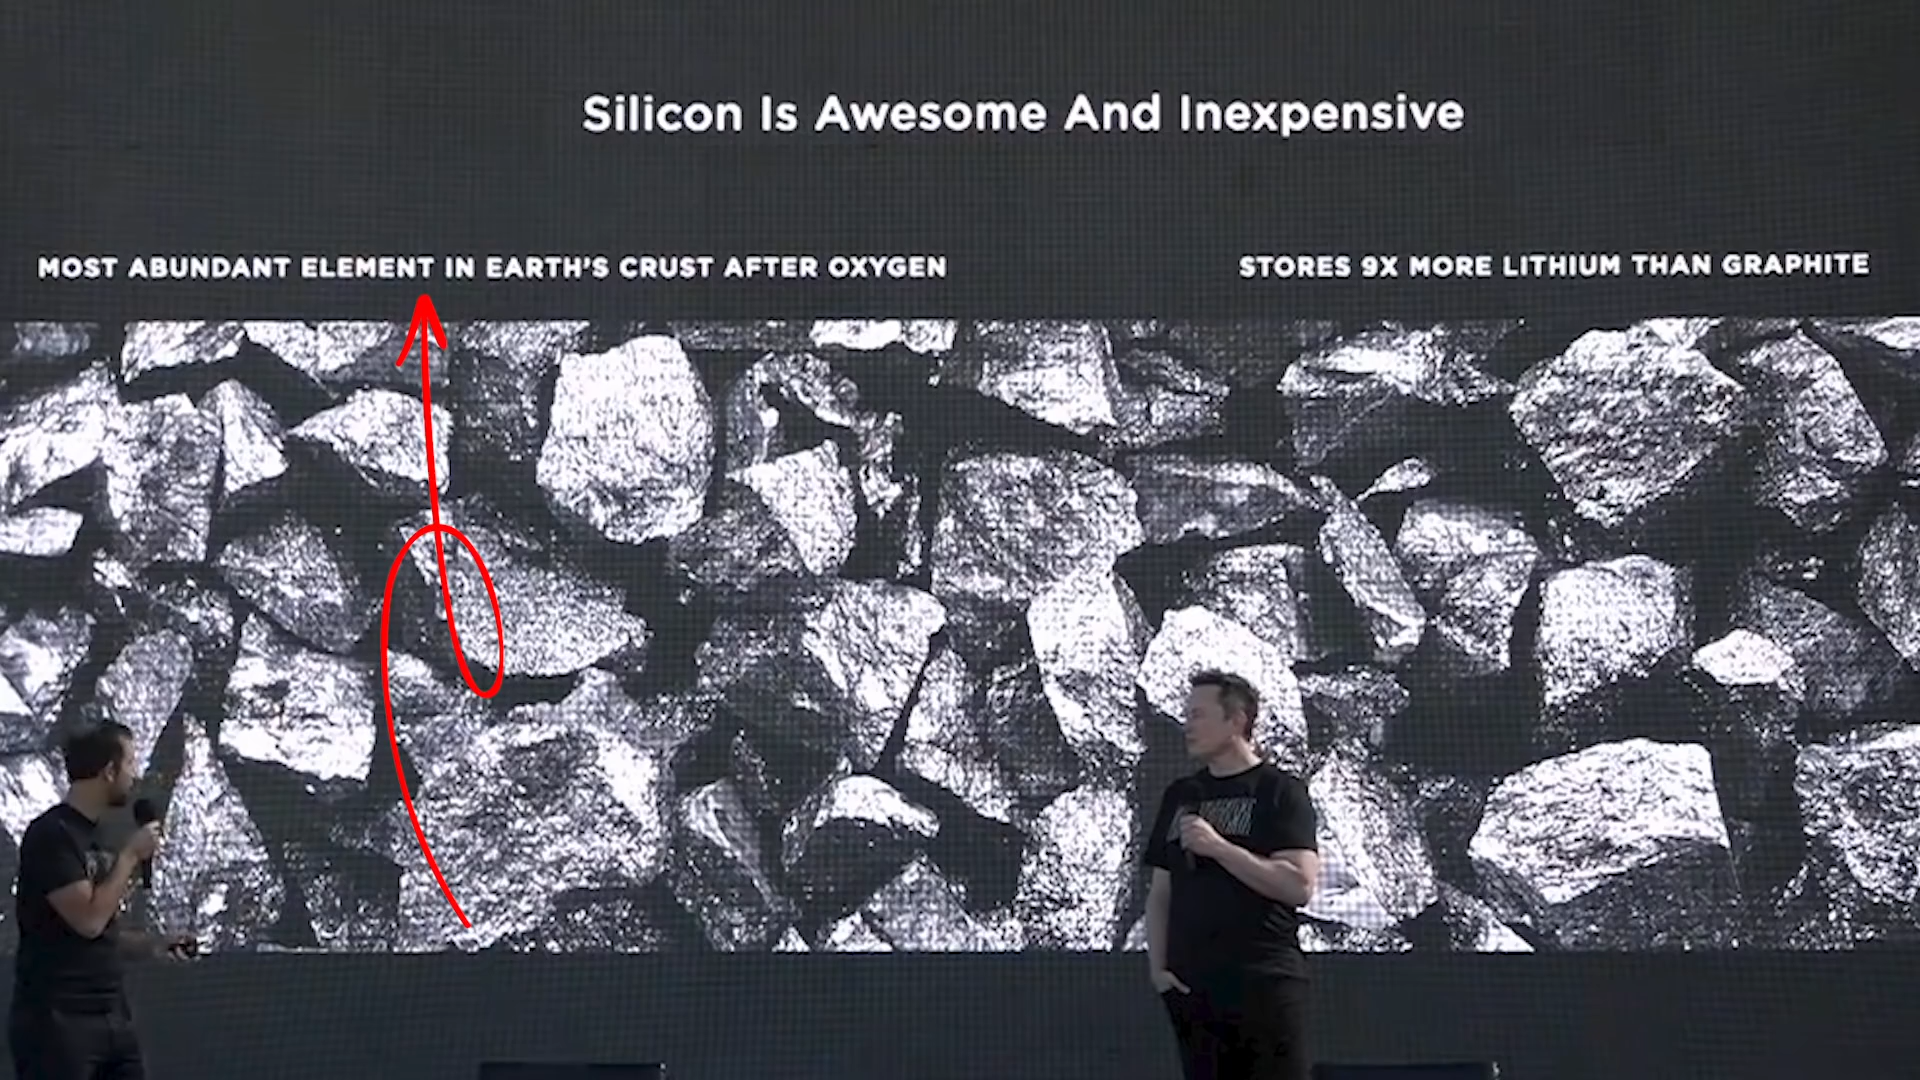 Silicon Is Awesome And Inexpensive
MOST ABUNDANT ELEMENT IN EARTH'S CRUST AFTER OXYGEN
STORES 9X MORE LITHIUM THAN GRAPHITE